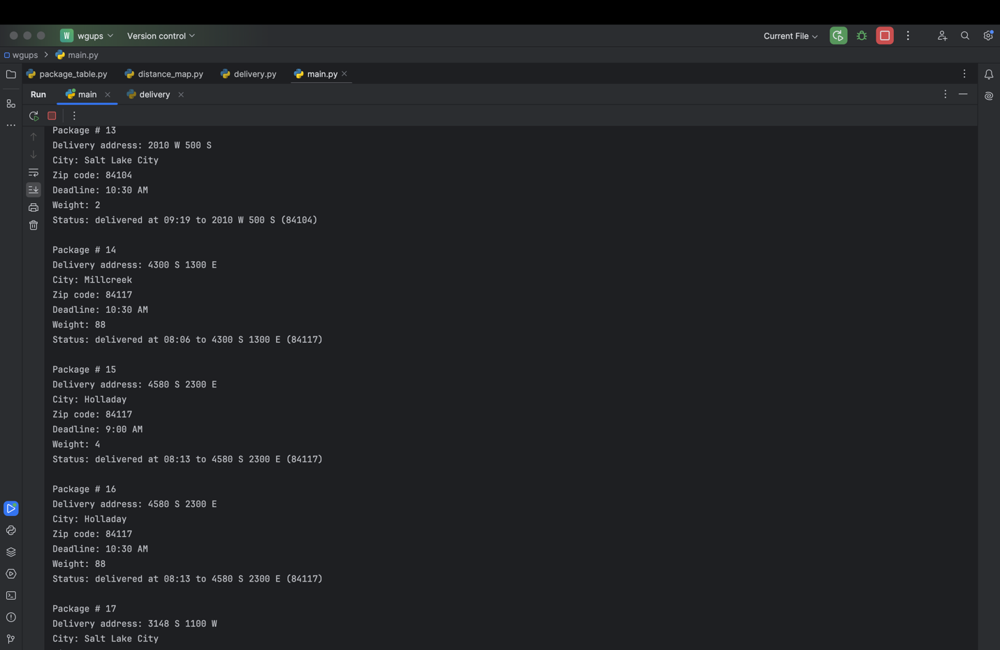 W wgups Version control Current File
wgups main.py
package_table.py distance_map.py delivery.py main.py
Run main delivery
Package # 13
Delivery address: 2010 W 500 S
City: Salt Lake City
Zip code: 84104
Deadline: 10:30 AM
Weight: 2
Status: delivered at 09:19 to 2010 W 500 S (84104)
Package # 14
Delivery address: 4300 S 1300 E
City: Millcreek
Zip code: 84117
Deadline: 10:30 AM
Weight: 88
Status: delivered at 08:06 to 4300 S 1300 E (84117)
Package # 15
Delivery address: 4580 S 2300 E
City: Holladay
Zip code: 84117
Deadline: 9:00 AM
Weight: 4
Status: delivered at 08:13 to 4580 S 2300 E (84117)
Package # 16
Delivery address: 4580 S 2300 E
City: Holladay
Zip code: 84117
Deadline: 10:30 AM
Weight: 88
Status: delivered at 08:13 to 4580 S 2300 E (84117)
Package # 17
Delivery address: 3148 S 1100 W
City: Salt Lake City